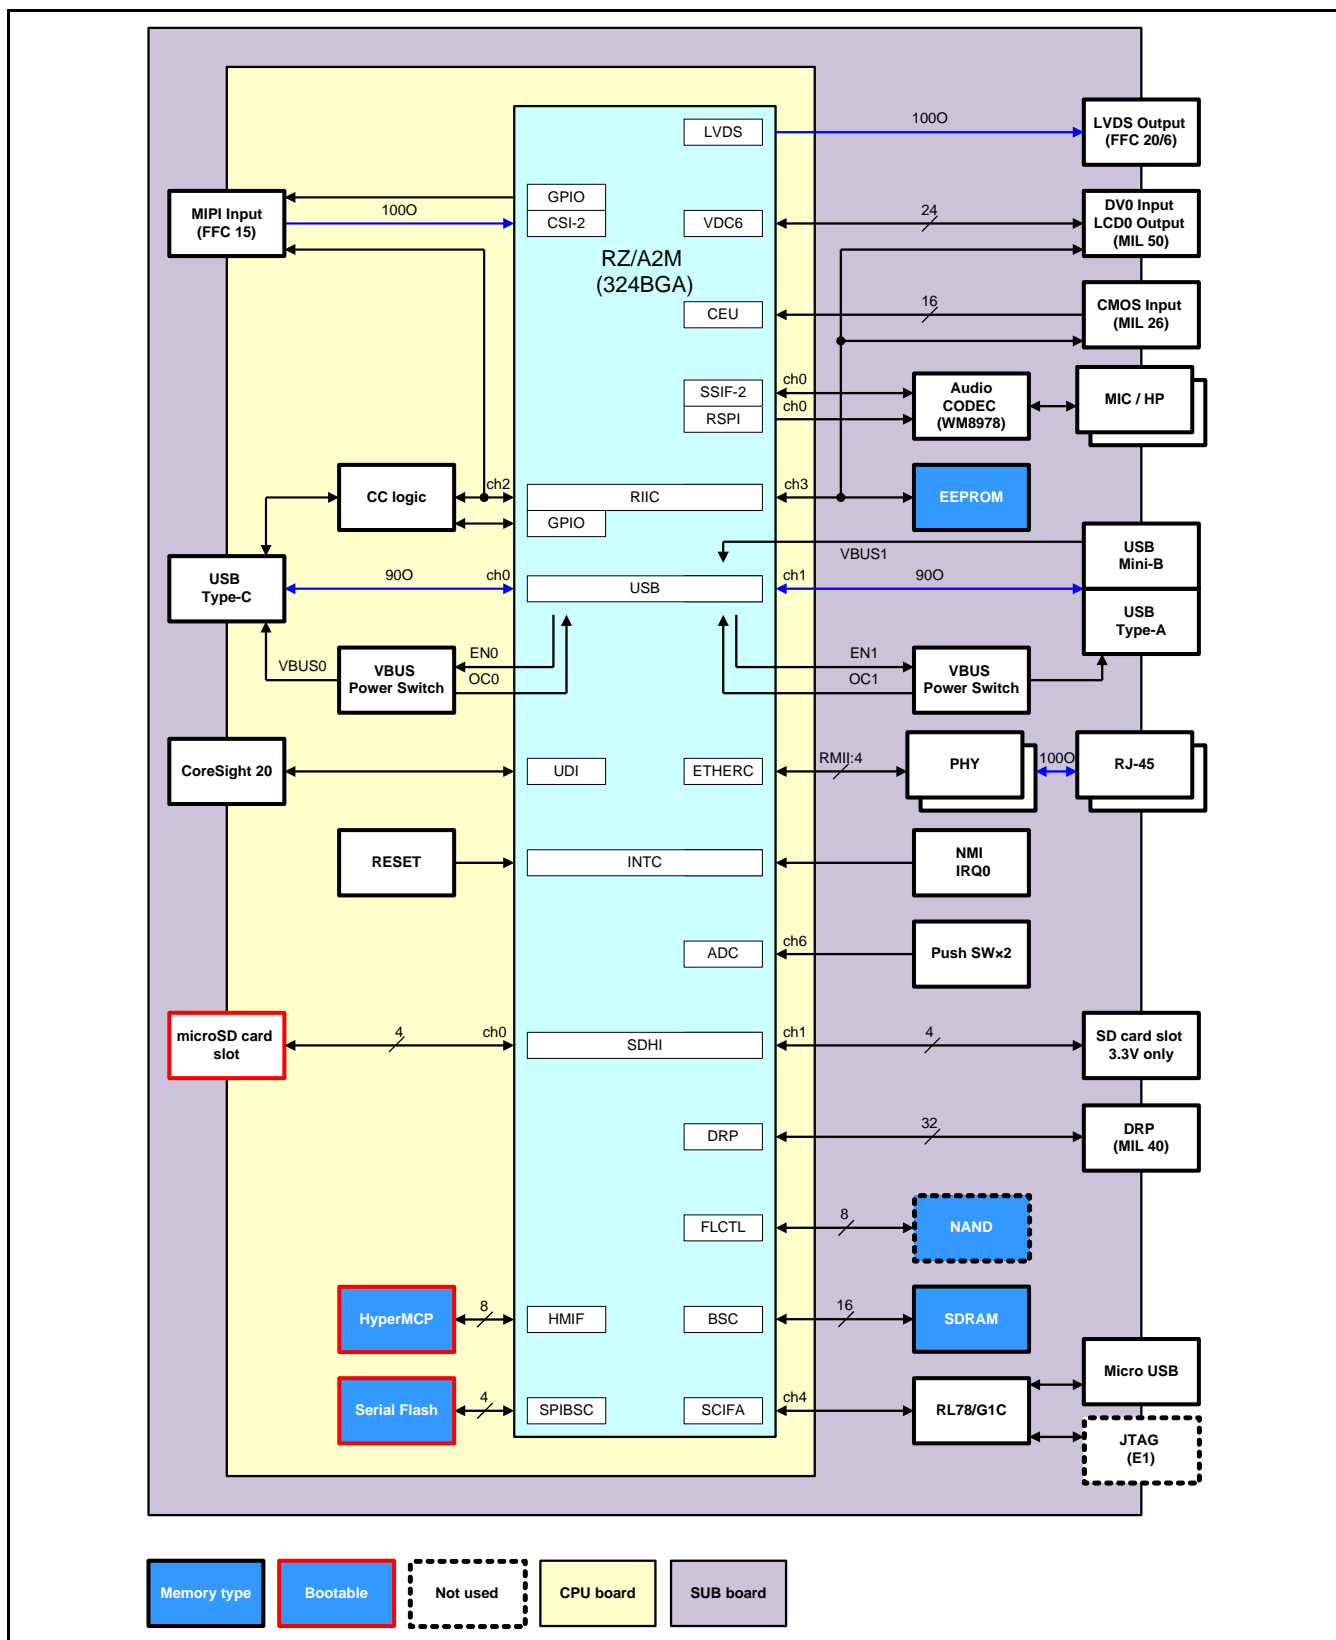 LVDS
100O
LVDS Output
(FFC 20/6)
MIPI Input
(FFC 15)
100O
GPIO
CSI-2
VDC6
24
DV0 Input
LCD0 Output
(MIL 50)
RZ/A2M
(324BGA)
CEU
16
CMOS Input
(MIL 26)
SSIF-2
RSPI
ch0
ch0
Audio
CODEC
(WM8978)
MIC / HP
CC logic
ch2
RIIC
GPIO
ch3
EEPROM
VBUS1
USB
Mini-B
USB
Type-C
90O
ch0
USB
ch1
90O
USB
Type-A
VBUS0
VBUS
Power Switch
EN0
OC0
EN1
OC1
VBUS
Power Switch
CoreSight 20
UDI
ETHERC
RMII:4
PHY
100O
RJ-45
RESET
INTC
NMI
IRQ0
ADC
ch6
Push SW×2
microSD card
slot
4
ch0
SDHI
ch1
4
SD card slot
3.3V only
DRP
32
DRP
(MIL 40)
FLCTL
8
NAND
HyperMCP
8
HMIF
BSC
16
SDRAM
Serial Flash
4
SPIBSC
SCIFA
ch4
RL78/G1C
Micro USB
JTAG
(E1)
Memory type
Bootable
Not used
CPU board
SUB board